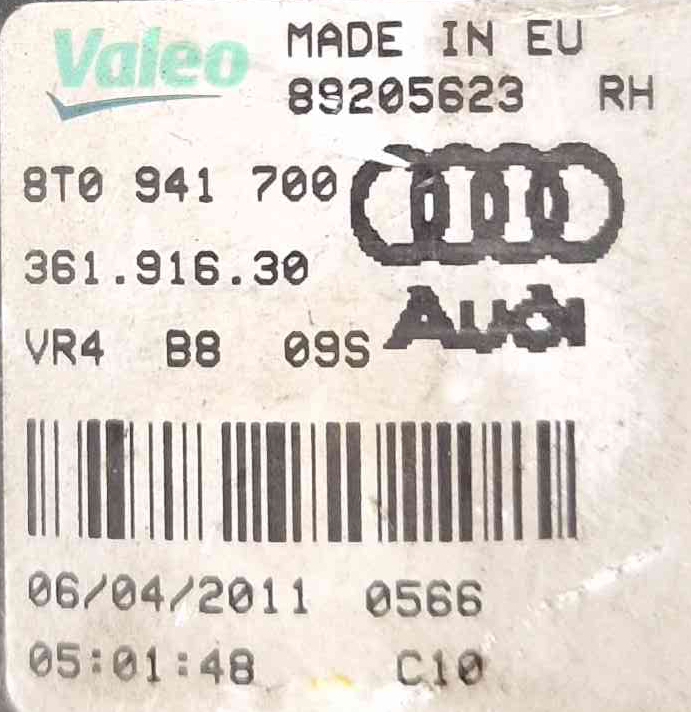 Valeo MADE IN EU
89205623 RH
8T0 941 700
361.916.30
Audi
VR4 B8 09S
06/04/2011 0566
05:01:48 C10